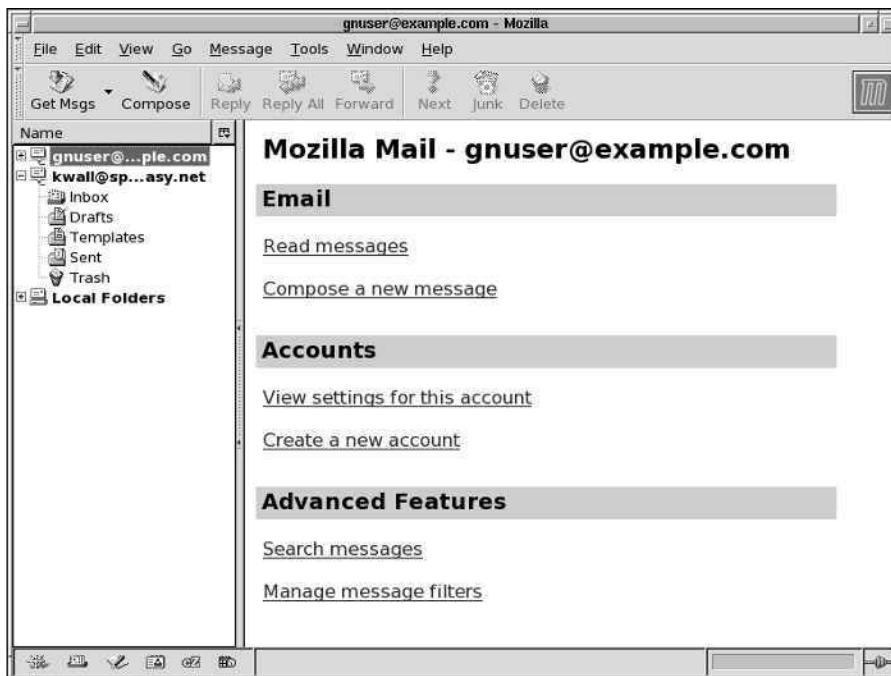 gnuser@example.com - Mozilla
File Edit View Go Message Tools Window Help
Get Msgs Compose Reply Reply All Forward Next Junk Delete
Name
gnuser@...ple.com
kwall@sp...asy.net
Inbox
Drafts
Templates
Sent
Trash
Local Folders
Mozilla Mail - gnuser@example.com
Email
Read messages
Compose a new message
Accounts
View settings for this account
Create a new account
Advanced Features
Search messages
Manage message filters